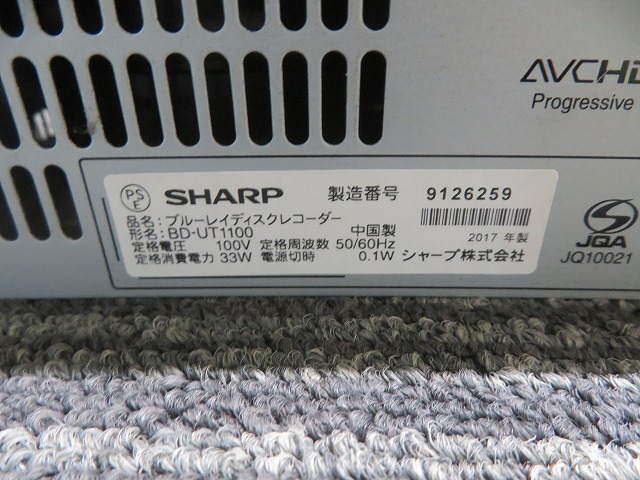 AVCHD
Progressive
PSE SHARP 製造番号 9126259
品名:ブルーレイディスクレコーダー
形名:BD-UT1100 中国製 2017 年製
定格電圧 100V 定格周波数 50/60Hz
定格消費電力 33W 電源切時 0.1W シャープ株式会社
JQA
JQ10021